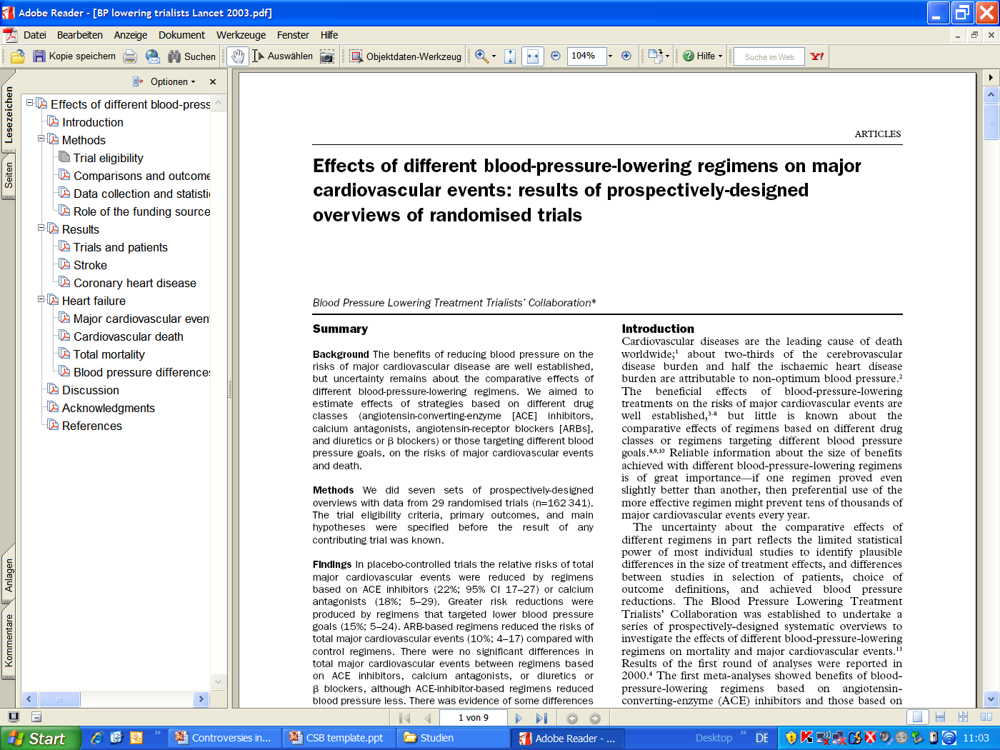 Adobe Reader - [BP lowering trialists Lancet 2003.pdf]
Datei Bearbeiten Anzeige Dokument Werkzeuge Fenster Hilfe
Kopie speichern Suchen Auswählen Objektdaten-Werkzeug 104% Hilfe Suche im Web Y!
Optionen
Lesezeichen
Seiten
Anlagen
Kommentare
Effects of different blood-press
Introduction
Methods
Trial eligibility
Comparisons and outcome
Data collection and statisti
Role of the funding source
Results
Trials and patients
Stroke
Coronary heart disease
Heart failure
Major cardiovascular even
Cardiovascular death
Total mortality
Blood pressure differences
Discussion
Acknowledgments
References
ARTICLES
Effects of different blood-pressure-lowering regimens on major
cardiovascular events: results of prospectively-designed
overviews of randomised trials
Blood Pressure Lowering Treatment Trialists’ Collaboration*
Summary
Background The benefits of reducing blood pressure on the
risks of major cardiovascular disease are well established,
but uncertainty remains about the comparative effects of
different blood-pressure-lowering regimens. We aimed to
estimate effects of strategies based on different drug
classes (angiotensin-converting-enzyme [ACE] inhibitors,
calcium antagonists, angiotensin-receptor blockers [ARBs],
and diuretics or β blockers) or those targeting different blood
pressure goals, on the risks of major cardiovascular events
and death.
Methods We did seven sets of prospectively-designed
overviews with data from 29 randomised trials (n=162 341).
The trial eligibility criteria, primary outcomes, and main
hypotheses were specified before the result of any
contributing trial was known.
Findings In placebo-controlled trials the relative risks of total
major cardiovascular events were reduced by regimens
based on ACE inhibitors (22%; 95% CI 17–27) or calcium
antagonists (18%; 5–29). Greater risk reductions were
produced by regimens that targeted lower blood pressure
goals (15%; 5–24). ARB-based regimens reduced the risks of
total major cardiovascular events (10%; 4–17) compared with
control regimens. There were no significant differences in
total major cardiovascular events between regimens based
on ACE inhibitors, calcium antagonists, or diuretics or
β blockers, although ACE-inhibitor-based regimens reduced
blood pressure less. There was evidence of some differences
Introduction
Cardiovascular diseases are the leading cause of death
worldwide;¹ about two-thirds of the cerebrovascular
disease burden and half the ischaemic heart disease
burden are attributable to non-optimum blood pressure.²
The beneficial effects of blood-pressure-lowering
treatments on the risks of major cardiovascular events are
well established,³⁻⁸ but little is known about the
comparative effects of regimens based on different drug
classes or regimens targeting different blood pressure
goals.⁴,⁹,¹⁰ Reliable information about the size of benefits
achieved with different blood-pressure-lowering regimens
is of great importance—if one regimen proved even
slightly better than another, then preferential use of the
more effective regimen might prevent tens of thousands of
major cardiovascular events every year.
The uncertainty about the comparative effects of
different regimens in part reflects the limited statistical
power of most individual studies to identify plausible
differences in the size of treatment effects, and differences
between studies in selection of patients, choice of
outcome definitions, and achieved blood pressure
reductions. The Blood Pressure Lowering Treatment
Trialists’ Collaboration was established to undertake a
series of prospectively-designed systematic overviews to
investigate the effects of different blood-pressure-lowering
regimens on mortality and major cardiovascular events.¹¹
Results of the first round of analyses were reported in
2000.⁴ The first meta-analyses showed benefits of blood-
pressure-lowering regimens based on angiotensin-
converting-enzyme (ACE) inhibitors and those based on
1 von 9
Start Controversies in... CSB template.ppt Studien Adobe Reader - ... Desktop DE 11:03